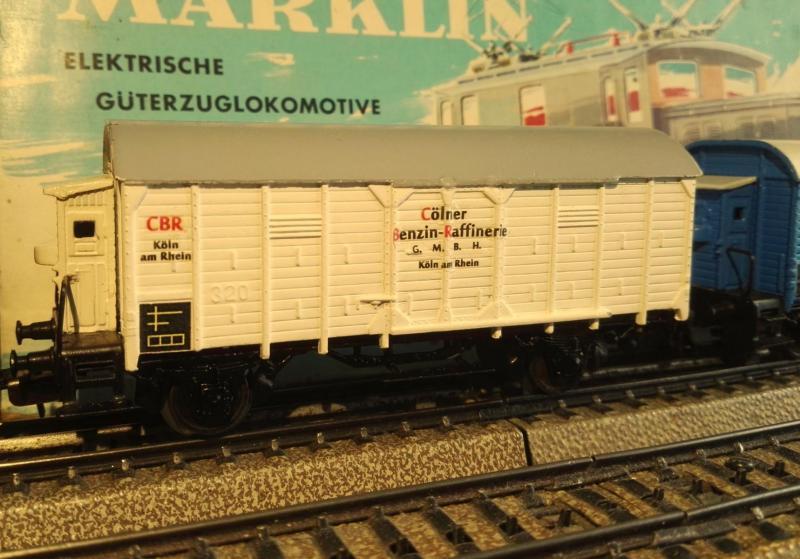 MÄRKLIN
ELEKTRISCHE
GÜTERZUGLOKOMOTIVE
CBR
Köln
am Rhein
320
Cölner
Benzin-Raffinerie
G. M. B. H.
Köln am Rhein